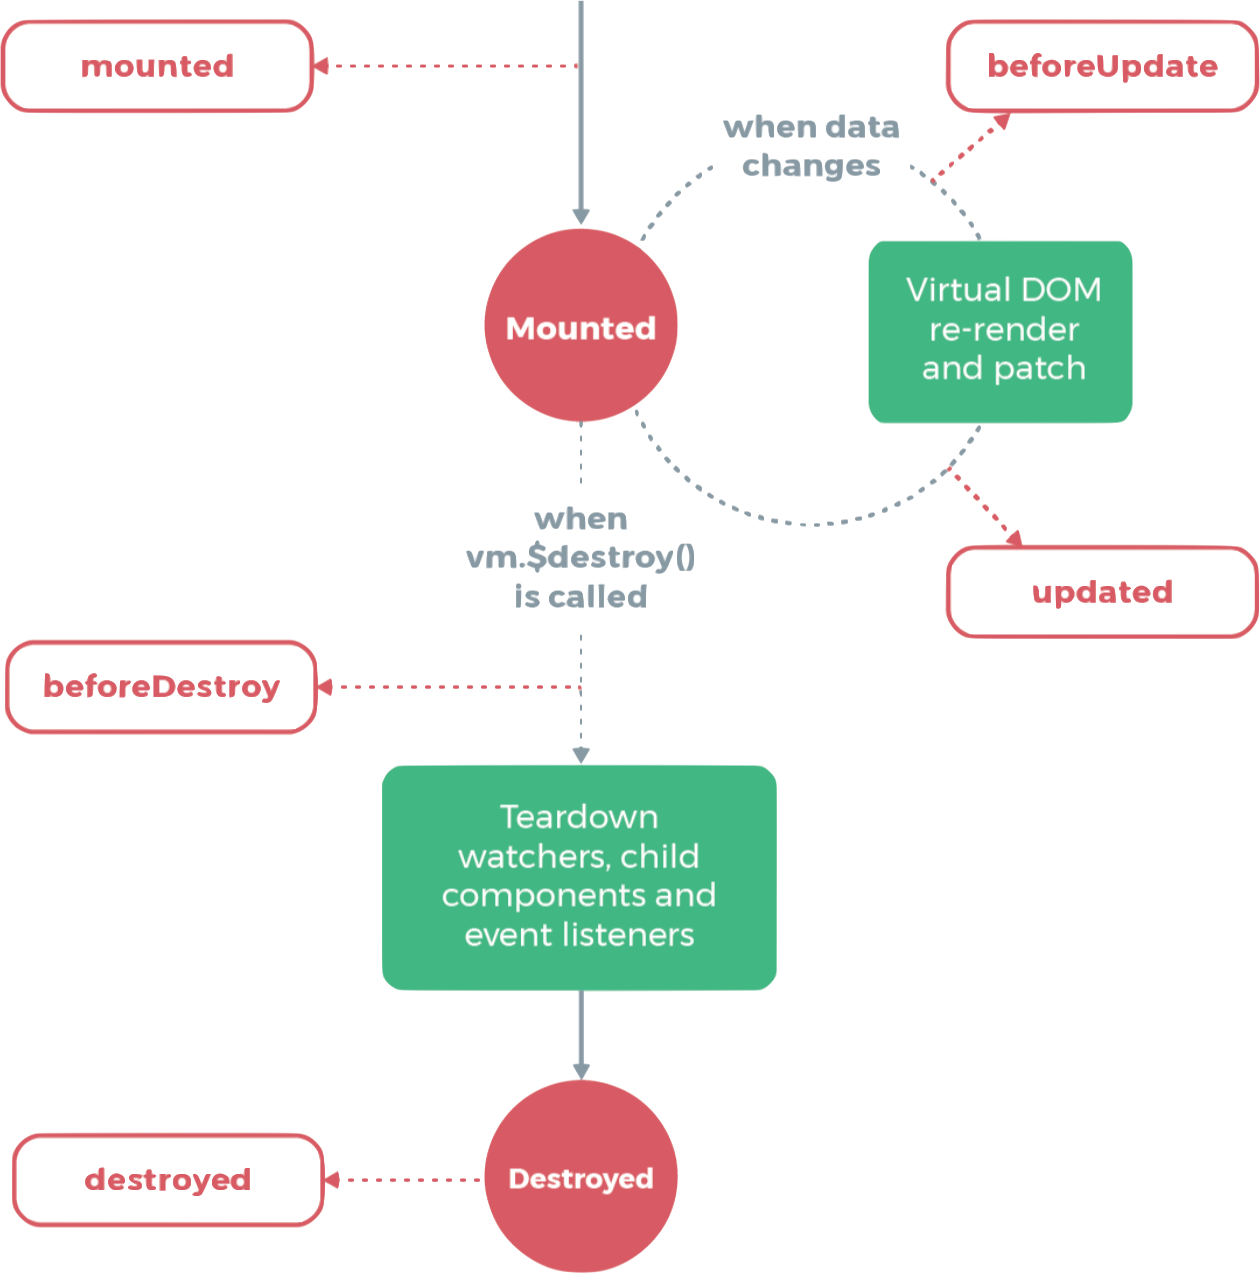 mounted
beforeUpdate
when data
changes
Virtual DOM
re-render
and patch
Mounted
when
vm.$destroy()
is called
updated
beforeDestroy
Teardown
watchers, child
components and
event listeners
destroyed
Destroyed